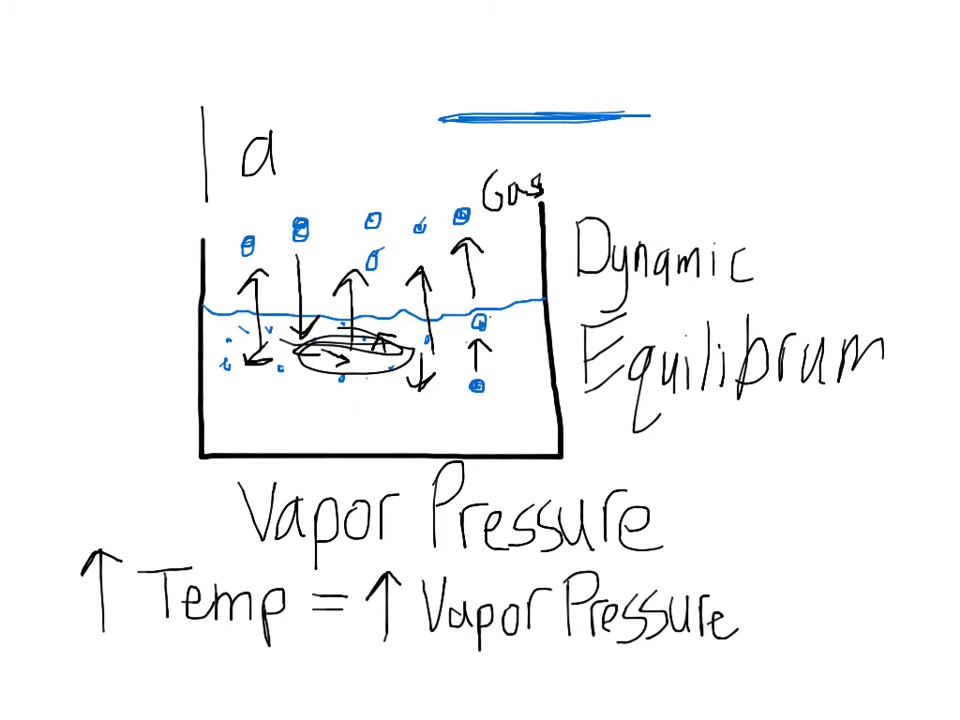 a
Gas
Dynamic
Equilibrum
Vapor Pressure
↑ Temp = ↑ Vapor Pressure